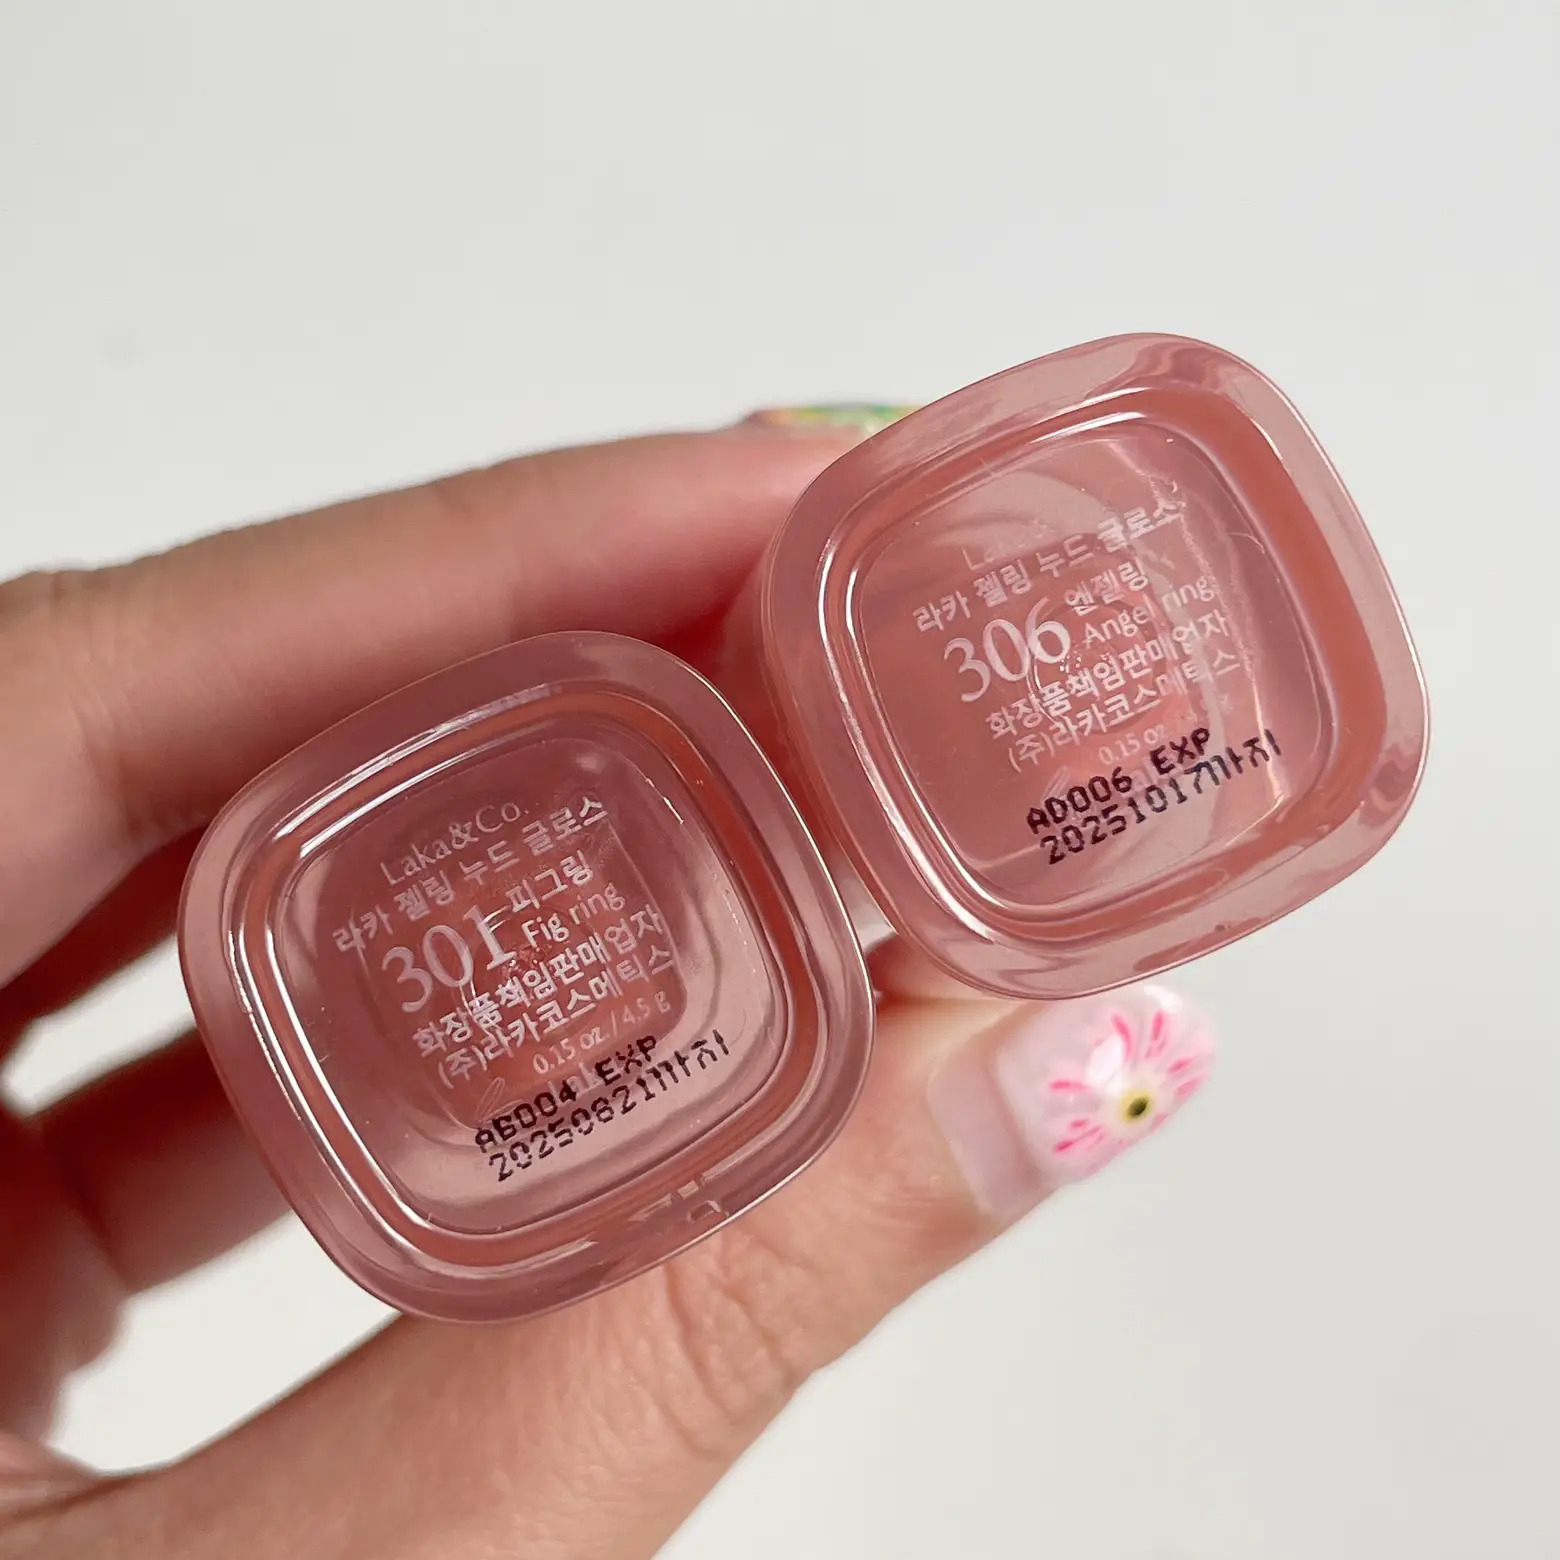 Laka&Co.
라카 젤링 누드 글로스
301 피그링
Fig ring
화장품책임판매업자
(주)라카코스메틱스
0.15 oz / 4.5 g
AB004 EXP
20250821까지
라카 젤링 누드 글로스
306 엔젤링
Angel ring
화장품책임판매업자
(주)라카코스메틱스
0.15 oz
AD006 EXP
20251017까지